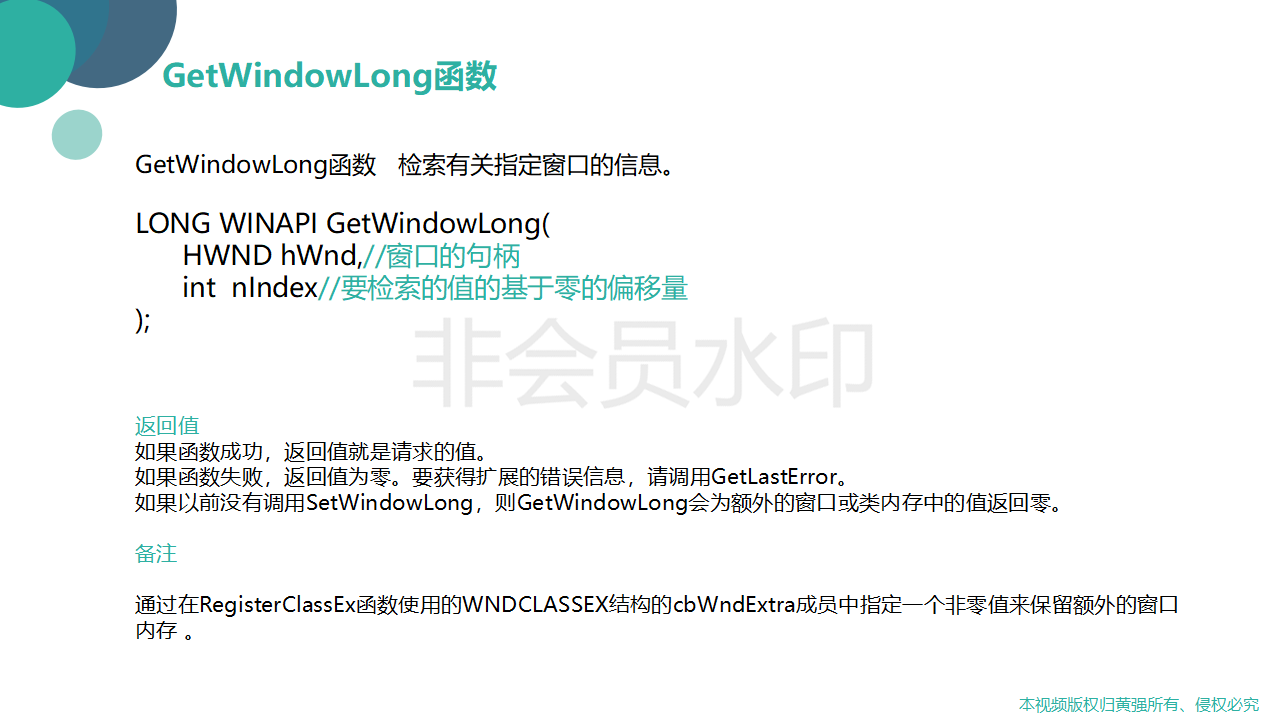 GetWindowLong函数
GetWindowLong函数   检索有关指定窗口的信息。
LONG WINAPI GetWindowLong(
HWND hWnd,//窗口的句柄
int  nIndex//要检索的值的基于零的偏移量
);
非会员水印
返回值
如果函数成功，返回值就是请求的值。
如果函数失败，返回值为零。要获得扩展的错误信息，请调用GetLastError。
如果以前没有调用SetWindowLong，则GetWindowLong会为额外的窗口或类内存中的值返回零。
备注
通过在RegisterClassEx函数使用的WNDCLASSEX结构的cbWndExtra成员中指定一个非零值来保留额外的窗口
内存 。
本视频版权归黄强所有、侵权必究